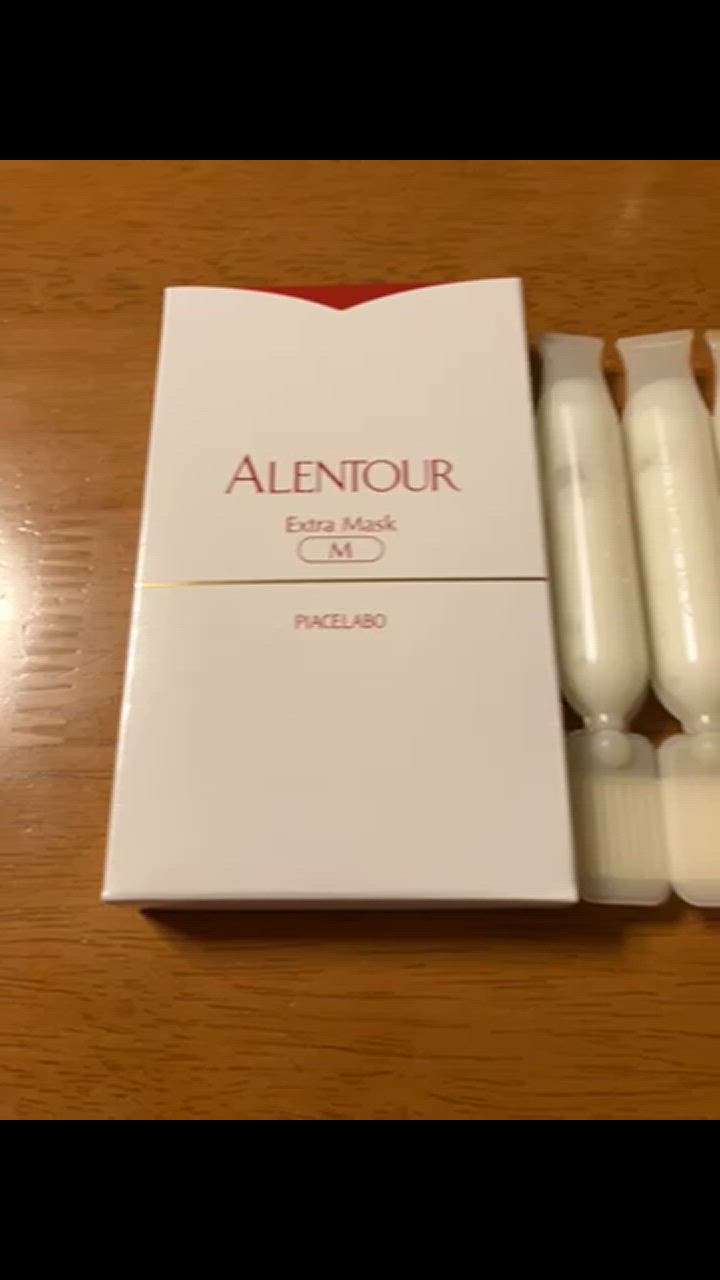 ALENTOUR
Extra Mask
M
PIACELABO